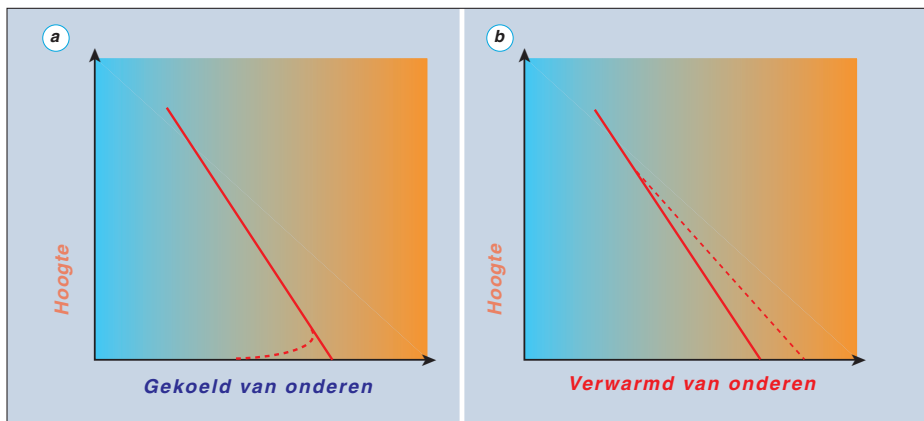 a
Hoogte
Gekoeld van onderen
b
Hoogte
Verwarmd van onderen